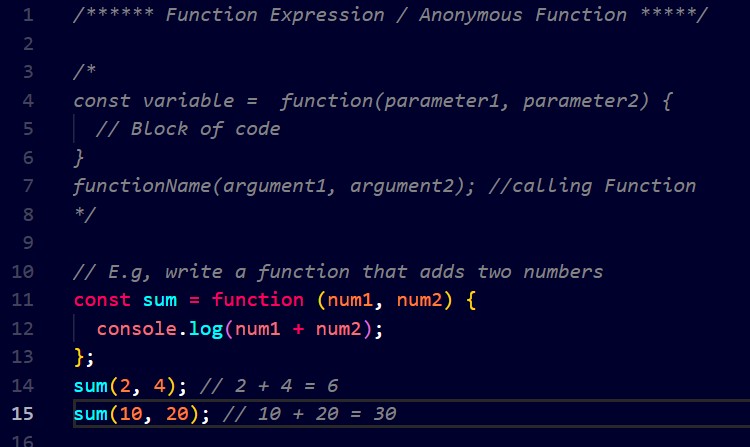 1 /****** Function Expression / Anonymous Function *****/
2
3 /*
4 const variable =  function(parameter1, parameter2) {
5   // Block of code
6 }
7 functionName(argument1, argument2); //calling Function
8 */
9
10 // E.g, write a function that adds two numbers
11 const sum = function (num1, num2) {
12   console.log(num1 + num2);
13 };
14 sum(2, 4); // 2 + 4 = 6
15 sum(10, 20); // 10 + 20 = 30
16